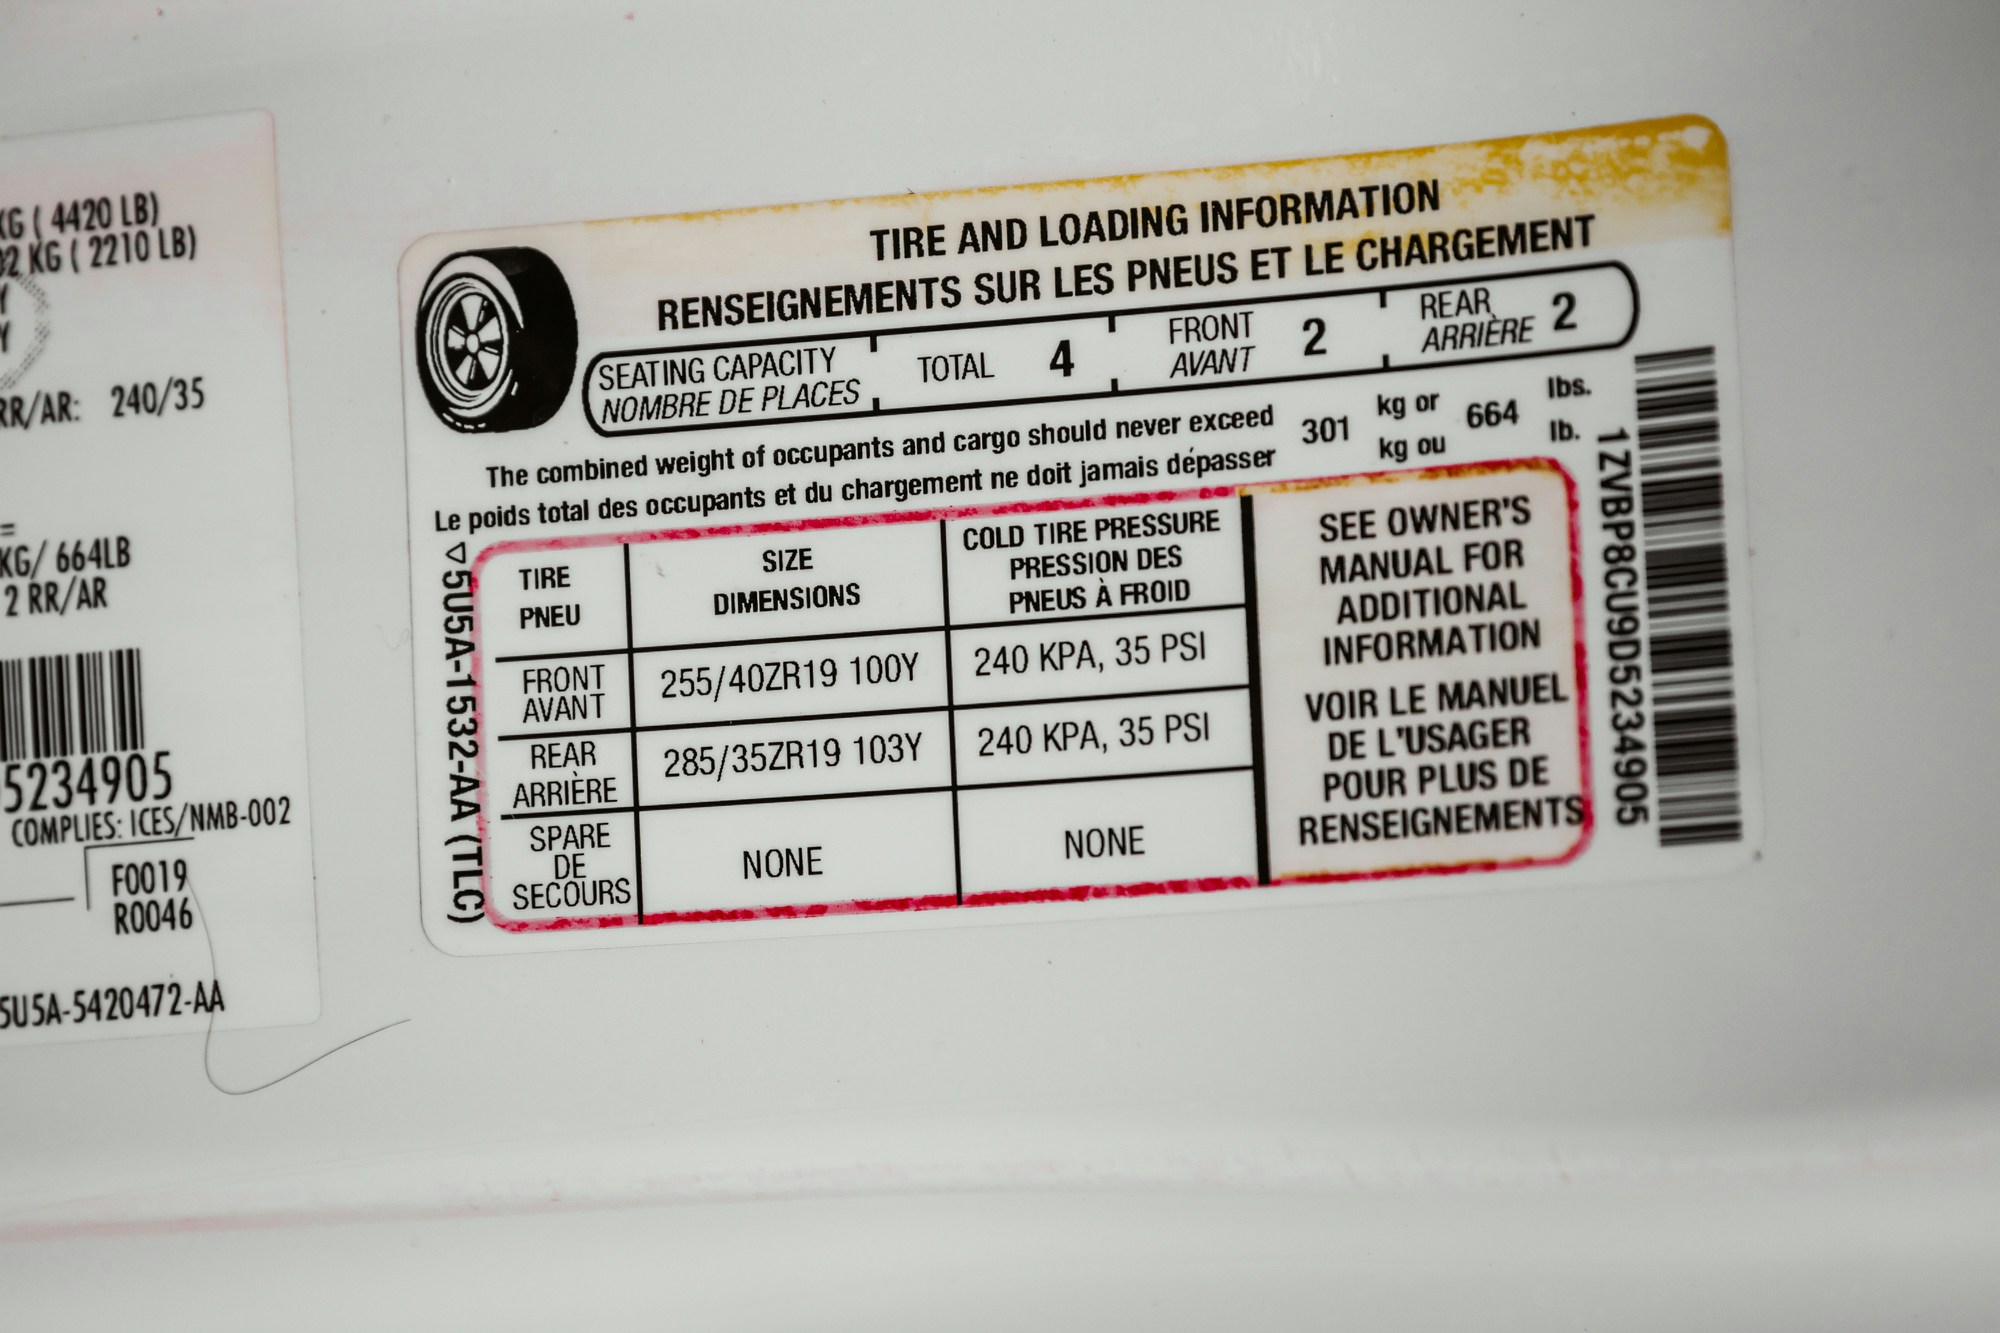 KG ( 4420 LB)
02 KG ( 2210 LB)
Y
Y
RR/AR: 240/35
=
KG/ 664LB
2 RR/AR
5234905
COMPLIES: ICES/NMB-002
F0019
R0046
5U5A-5420472-AA
TIRE AND LOADING INFORMATION
RENSEIGNEMENTS SUR LES PNEUS ET LE CHARGEMENT
SEATING CAPACITY
NOMBRE DE PLACES
TOTAL 4
FRONT
AVANT
2
REAR
ARRIÈRE
2
The combined weight of occupants and cargo should never exceed 301 kg or 664 lbs.
Le poids total des occupants et du chargement ne doit jamais dépasser kg ou lb.
TIRE
PNEU
SIZE
DIMENSIONS
COLD TIRE PRESSURE
PRESSION DES
PNEUS À FROID
FRONT
AVANT
255/40ZR19 100Y
240 KPA, 35 PSI
REAR
ARRIÈRE
285/35ZR19 103Y
240 KPA, 35 PSI
SPARE
DE
SECOURS
NONE
NONE
SEE OWNER'S
MANUAL FOR
ADDITIONAL
INFORMATION
VOIR LE MANUEL
DE L'USAGER
POUR PLUS DE
RENSEIGNEMENTS
▽5U5A-1532-AA (TLC)
1ZVBP8CU9D5234905